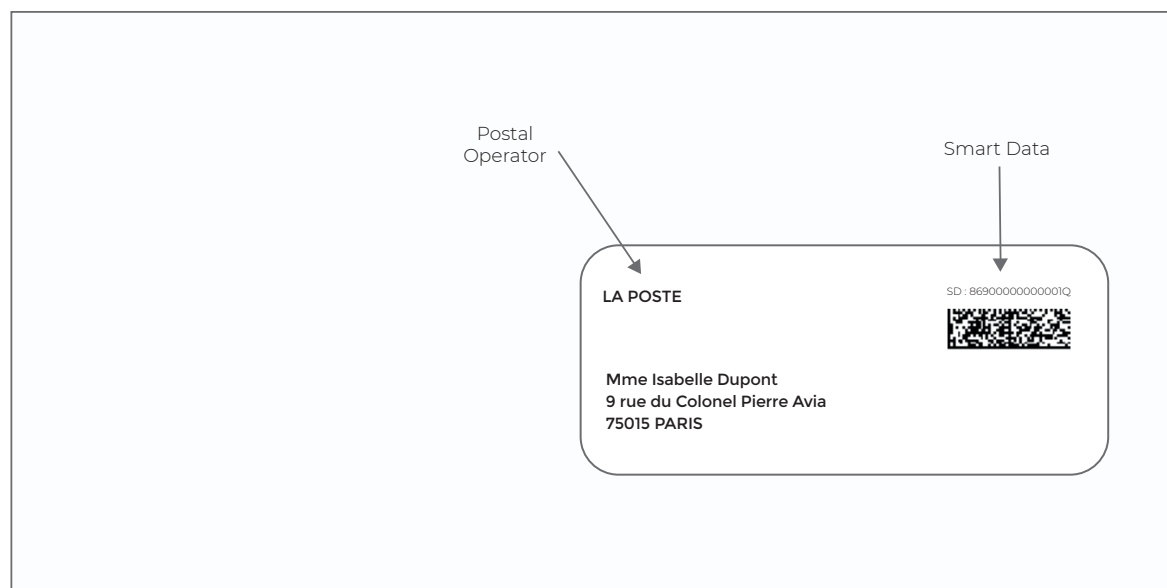 Postal
Operator
Smart Data
LA POSTE
SD : 86900000000001Q
Mme Isabelle Dupont
9 rue du Colonel Pierre Avia
75015 PARIS